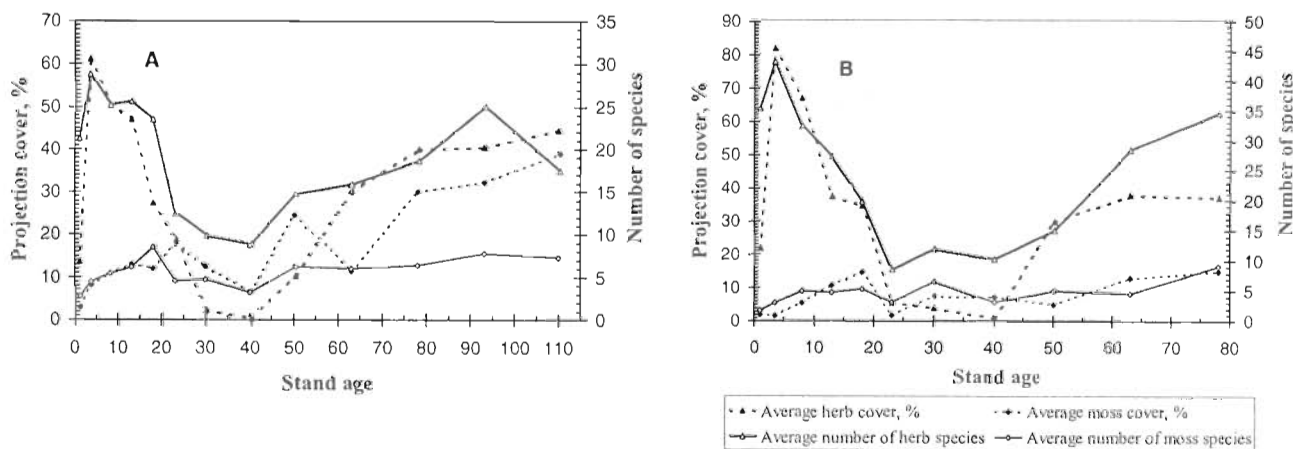 A
Projection cover, %
70
60
50
40
30
20
10
0
35
30
25
20
15
10
5
0
Number of species
0 10 20 30 40 50 60 70 80 90 100 110
Stand age
B
Projection cover, %
90
80
70
60
50
40
30
20
10
0
50
45
40
35
30
25
20
15
10
5
0
Number of species
0 10 20 30 40 50 60 70 80
Stand age
Average herb cover, %
Average moss cover, %
Average number of herb species
Average number of moss species